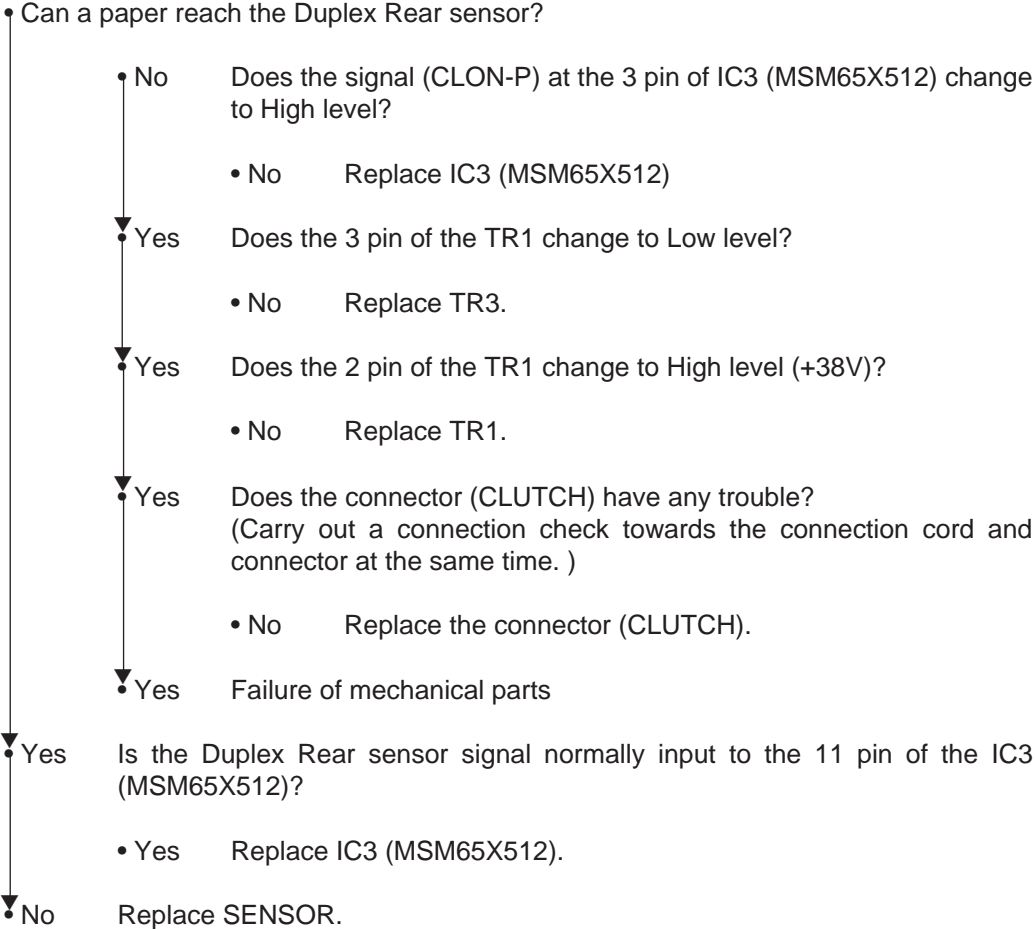 • Can a paper reach the Duplex Rear sensor?
• No Does the signal (CLON-P) at the 3 pin of IC3 (MSM65X512) change
to High level?
• No Replace IC3 (MSM65X512)
• Yes Does the 3 pin of the TR1 change to Low level?
• No Replace TR3.
• Yes Does the 2 pin of the TR1 change to High level (+38V)?
• No Replace TR1.
• Yes Does the connector (CLUTCH) have any trouble?
(Carry out a connection check towards the connection cord and
connector at the same time. )
• No Replace the connector (CLUTCH).
• Yes Failure of mechanical parts
• Yes Is the Duplex Rear sensor signal normally input to the 11 pin of the IC3
(MSM65X512)?
• Yes Replace IC3 (MSM65X512).
• No Replace SENSOR.